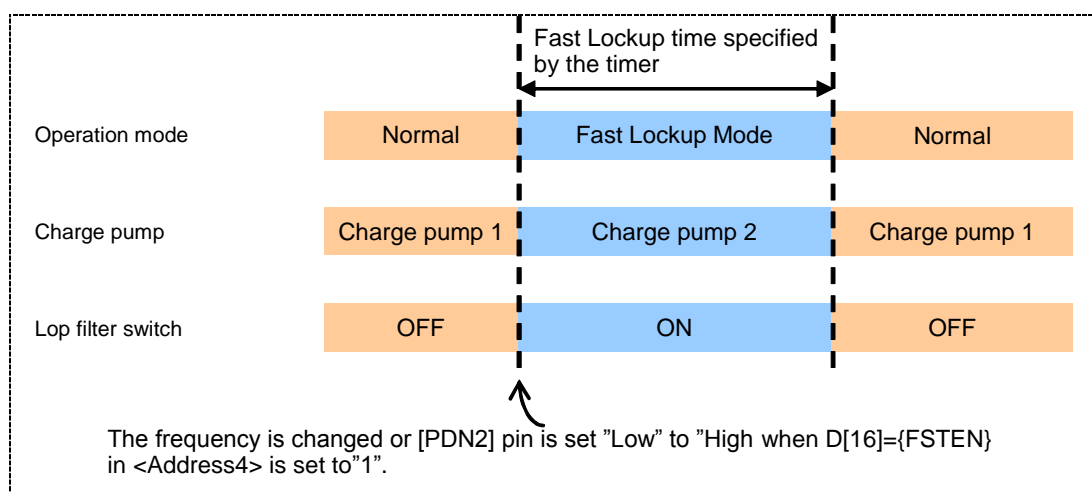 Fast Lockup time specified
by the timer
Operation mode
Normal
Fast Lockup Mode
Normal
Charge pump
Charge pump 1
Charge pump 2
Charge pump 1
Lop filter switch
OFF
ON
OFF
The frequency is changed or [PDN2] pin is set ”Low” to ”High when D[16]={FSTEN}
in <Address4> is set to”1”.